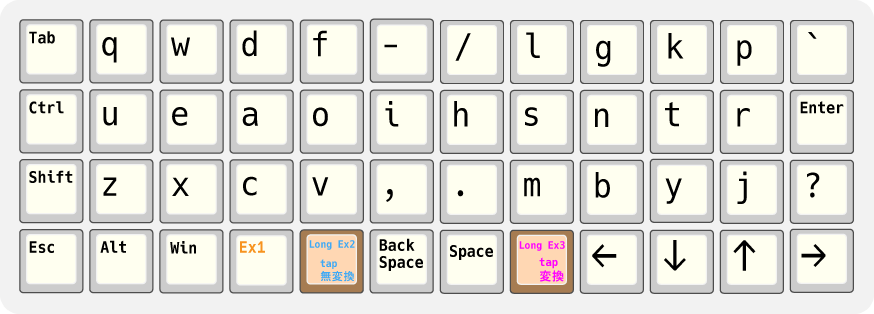 Tab q w d f - / l g k p `
Ctrl u e a o i h s n t r Enter
Shift z x c v , . m b y j ?
Esc Alt Win Ex1 Long Ex2 tap 無変換 Back Space Space Long Ex3 tap 変換 ← ↓ ↑ →